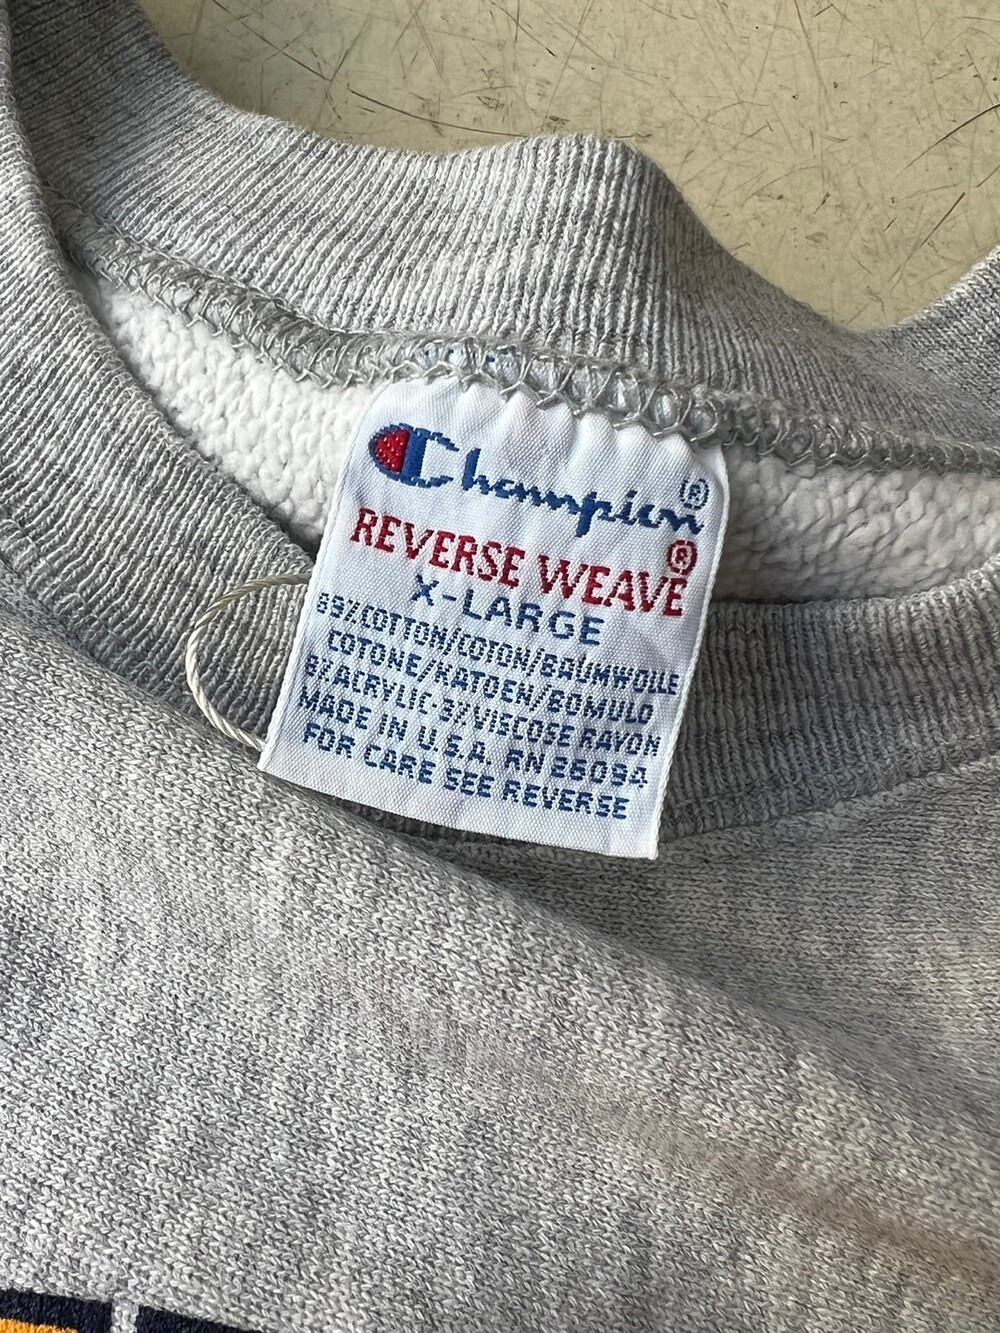 Champion®
REVERSE WEAVE®
X-LARGE
89%COTTON/COTON/BAUMWOLLE
COTONE/KATOEN/BOMULD
8%ACRYLIC·3%VISCOSE RAYON
MADE IN U.S.A. RN 26094
FOR CARE SEE REVERSE